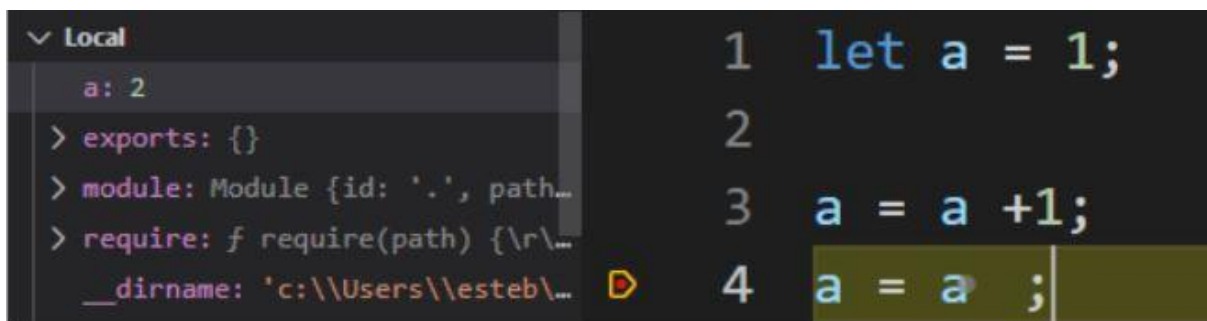 Local
a: 2
exports: {}
module: Module {id: '.', path…
require: ƒ require(path) {\r\…
__dirname: 'c:\\Users\\esteb\…
1 let a = 1;
2
3 a = a +1;
4 a = a ;